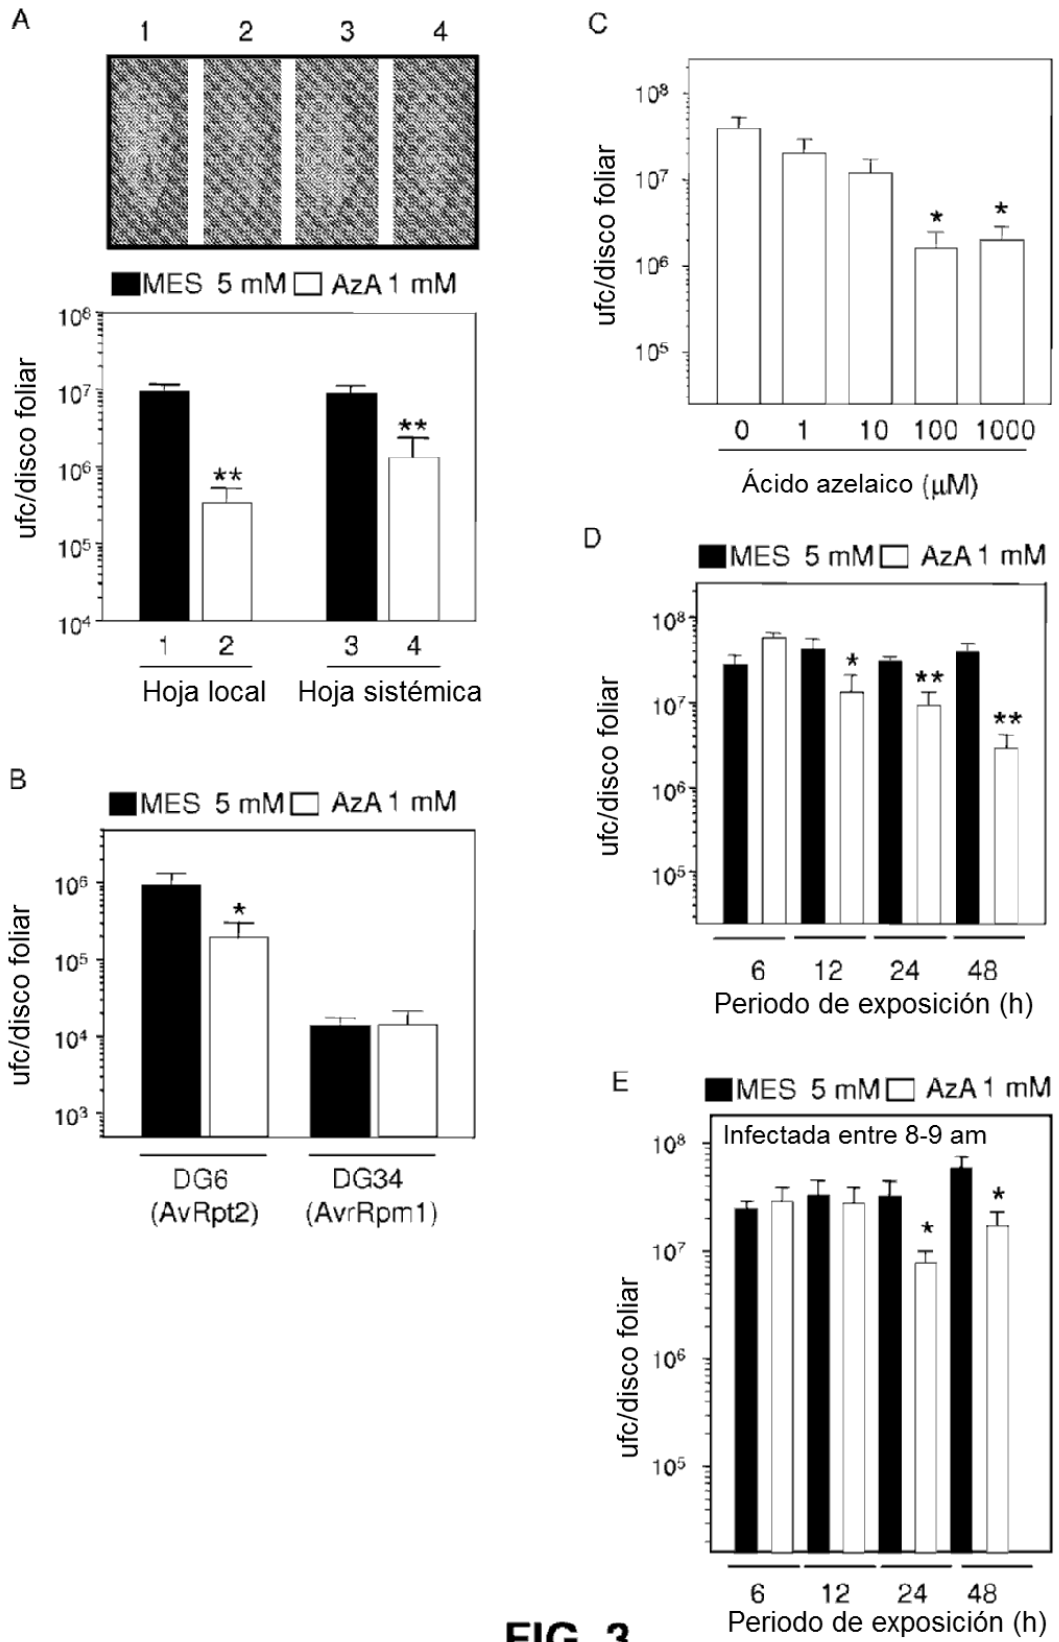 A
1 2 3 4
MES 5 mM AzA 1 mM
ufc/disco foliar
10⁸
10⁷
10⁶
10⁵
10⁴
** **
1 2 3 4
Hoja local Hoja sistémica
B
MES 5 mM AzA 1 mM
ufc/disco foliar
10⁶
10⁵
10⁴
10³
*
DG6 DG34
(AvRpt2) (AvrRpm1)
C
ufc/disco foliar
10⁸
10⁷
10⁶
10⁵
* *
0 1 10 100 1000
Ácido azelaico (µM)
D
MES 5 mM AzA 1 mM
ufc/disco foliar
10⁸
10⁷
10⁶
10⁵
* ** **
6 12 24 48
Periodo de exposición (h)
E
MES 5 mM AzA 1 mM
Infectada entre 8-9 am
ufc/disco foliar
10⁸
10⁷
10⁶
10⁵
* *
6 12 24 48
Periodo de exposición (h)
FIG. 3